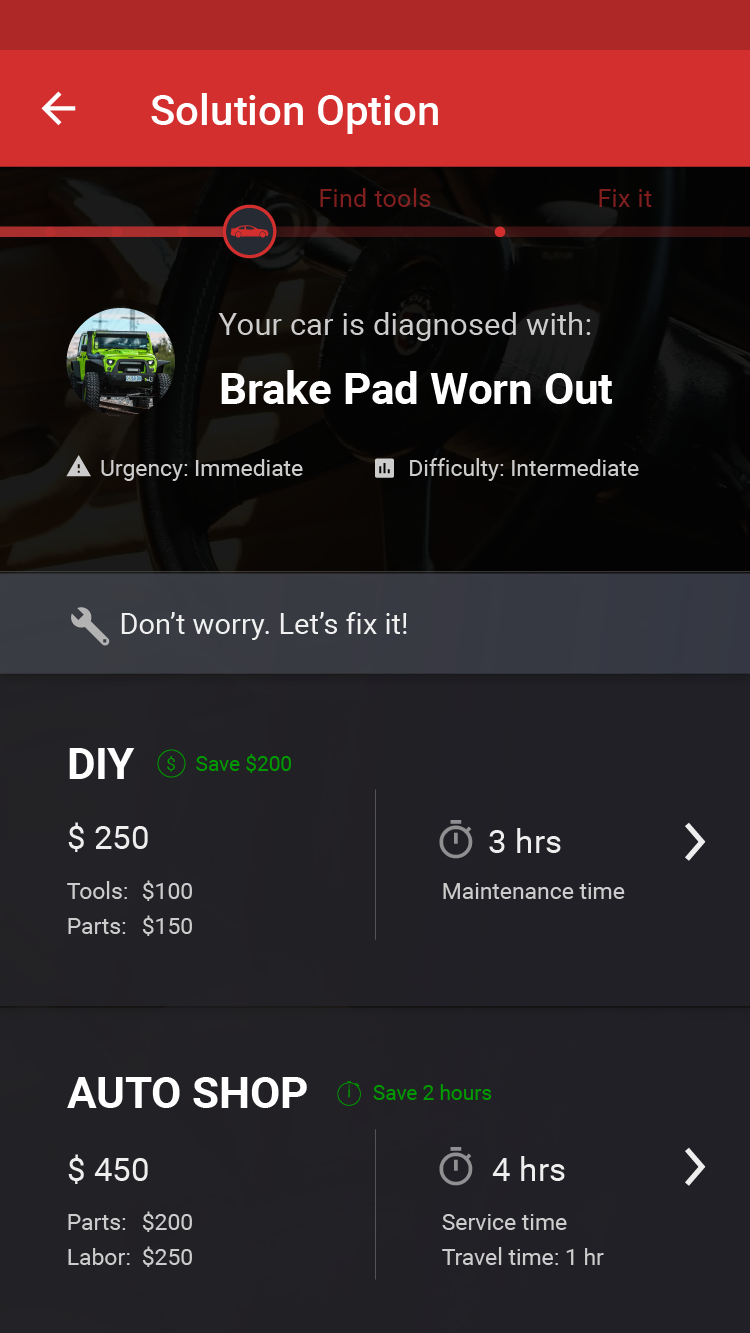 Solution Option
Find tools
Fix it
Your car is diagnosed with:
Brake Pad Worn Out
Urgency: Immediate
Difficulty: Intermediate
Don’t worry. Let’s fix it!
DIY
$ Save $200
$ 250
3 hrs
Tools: $100
Maintenance time
Parts: $150
AUTO SHOP
Save 2 hours
$ 450
4 hrs
Parts: $200
Service time
Labor: $250
Travel time: 1 hr